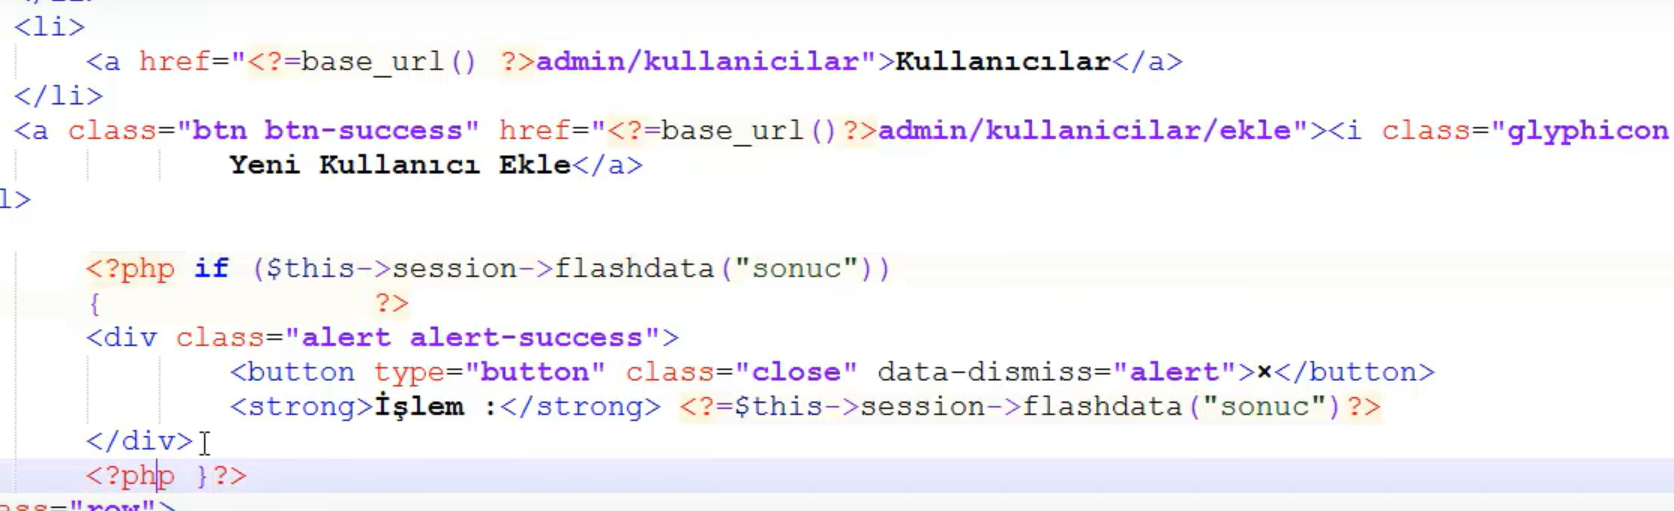 <li>
<a href="<?=base_url() ?>admin/kullanicilar">Kullanıcılar</a>
</li>
<a class="btn btn-success" href="<?=base_url()?>admin/kullanicilar/ekle"><i class="glyphicon
Yeni Kullanıcı Ekle</a>
l>
<?php if ($this->session->flashdata("sonuc"))
{ ?>
<div class="alert alert-success">
<button type="button" class="close" data-dismiss="alert">×</button>
<strong>İşlem :</strong> <?=$this->session->flashdata("sonuc")?>
</div>
<?php }?>
ass="row">